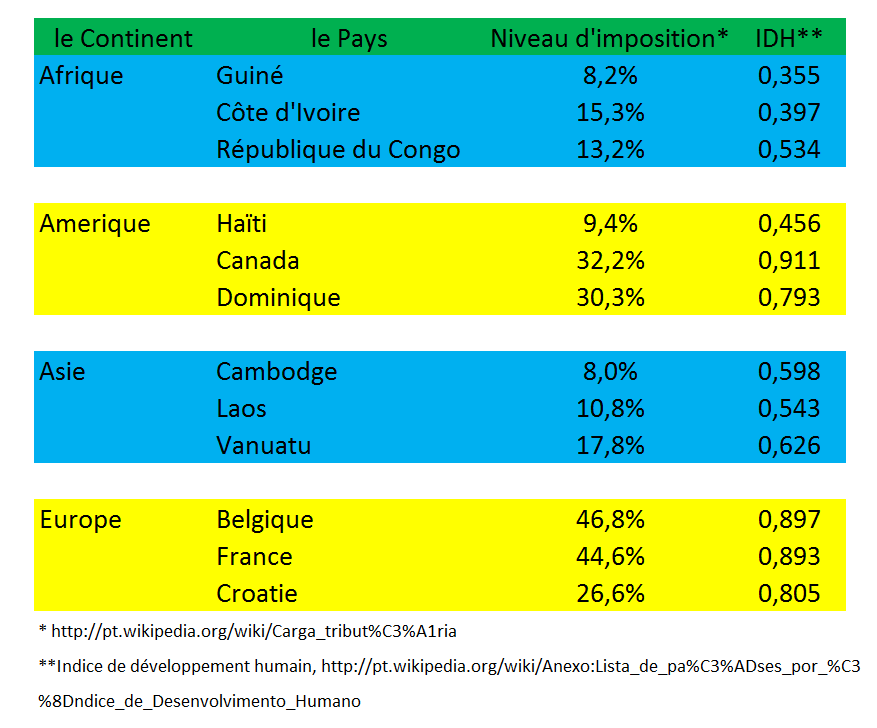 le Continent le Pays Niveau d'imposition* IDH**
Afrique Guiné 8,2% 0,355
Côte d'Ivoire 15,3% 0,397
République du Congo 13,2% 0,534
Amerique Haïti 9,4% 0,456
Canada 32,2% 0,911
Dominique 30,3% 0,793
Asie Cambodge 8,0% 0,598
Laos 10,8% 0,543
Vanuatu 17,8% 0,626
Europe Belgique 46,8% 0,897
France 44,6% 0,893
Croatie 26,6% 0,805
* http://pt.wikipedia.org/wiki/Carga_tribut%C3%A1ria
**Indice de développement humain, http://pt.wikipedia.org/wiki/Anexo:Lista_de_pa%C3%ADses_por_%C3
%8Dndice_de_Desenvolvimento_Humano